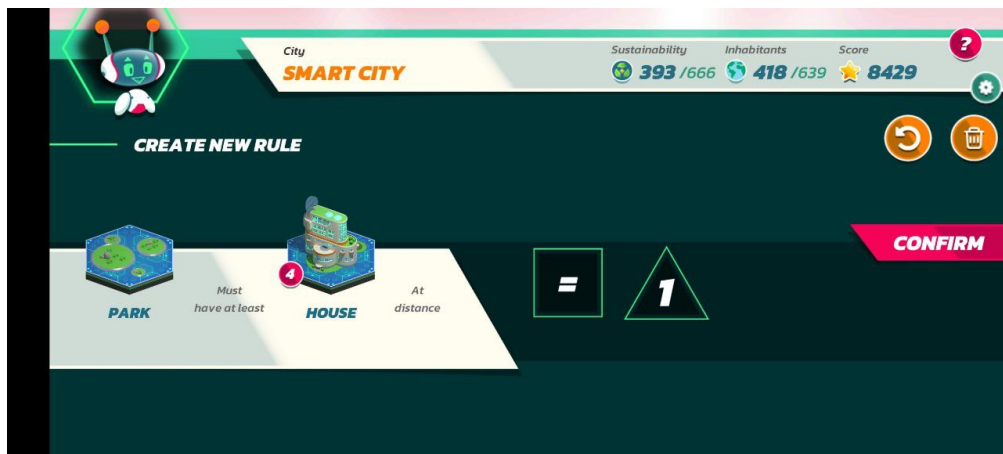 City
SMART CITY
Sustainability
393 /666
Inhabitants
418 /639
Score
8429
?
CREATE NEW RULE
CONFIRM
PARK
Must
have at least
4
HOUSE
At
distance
=
1